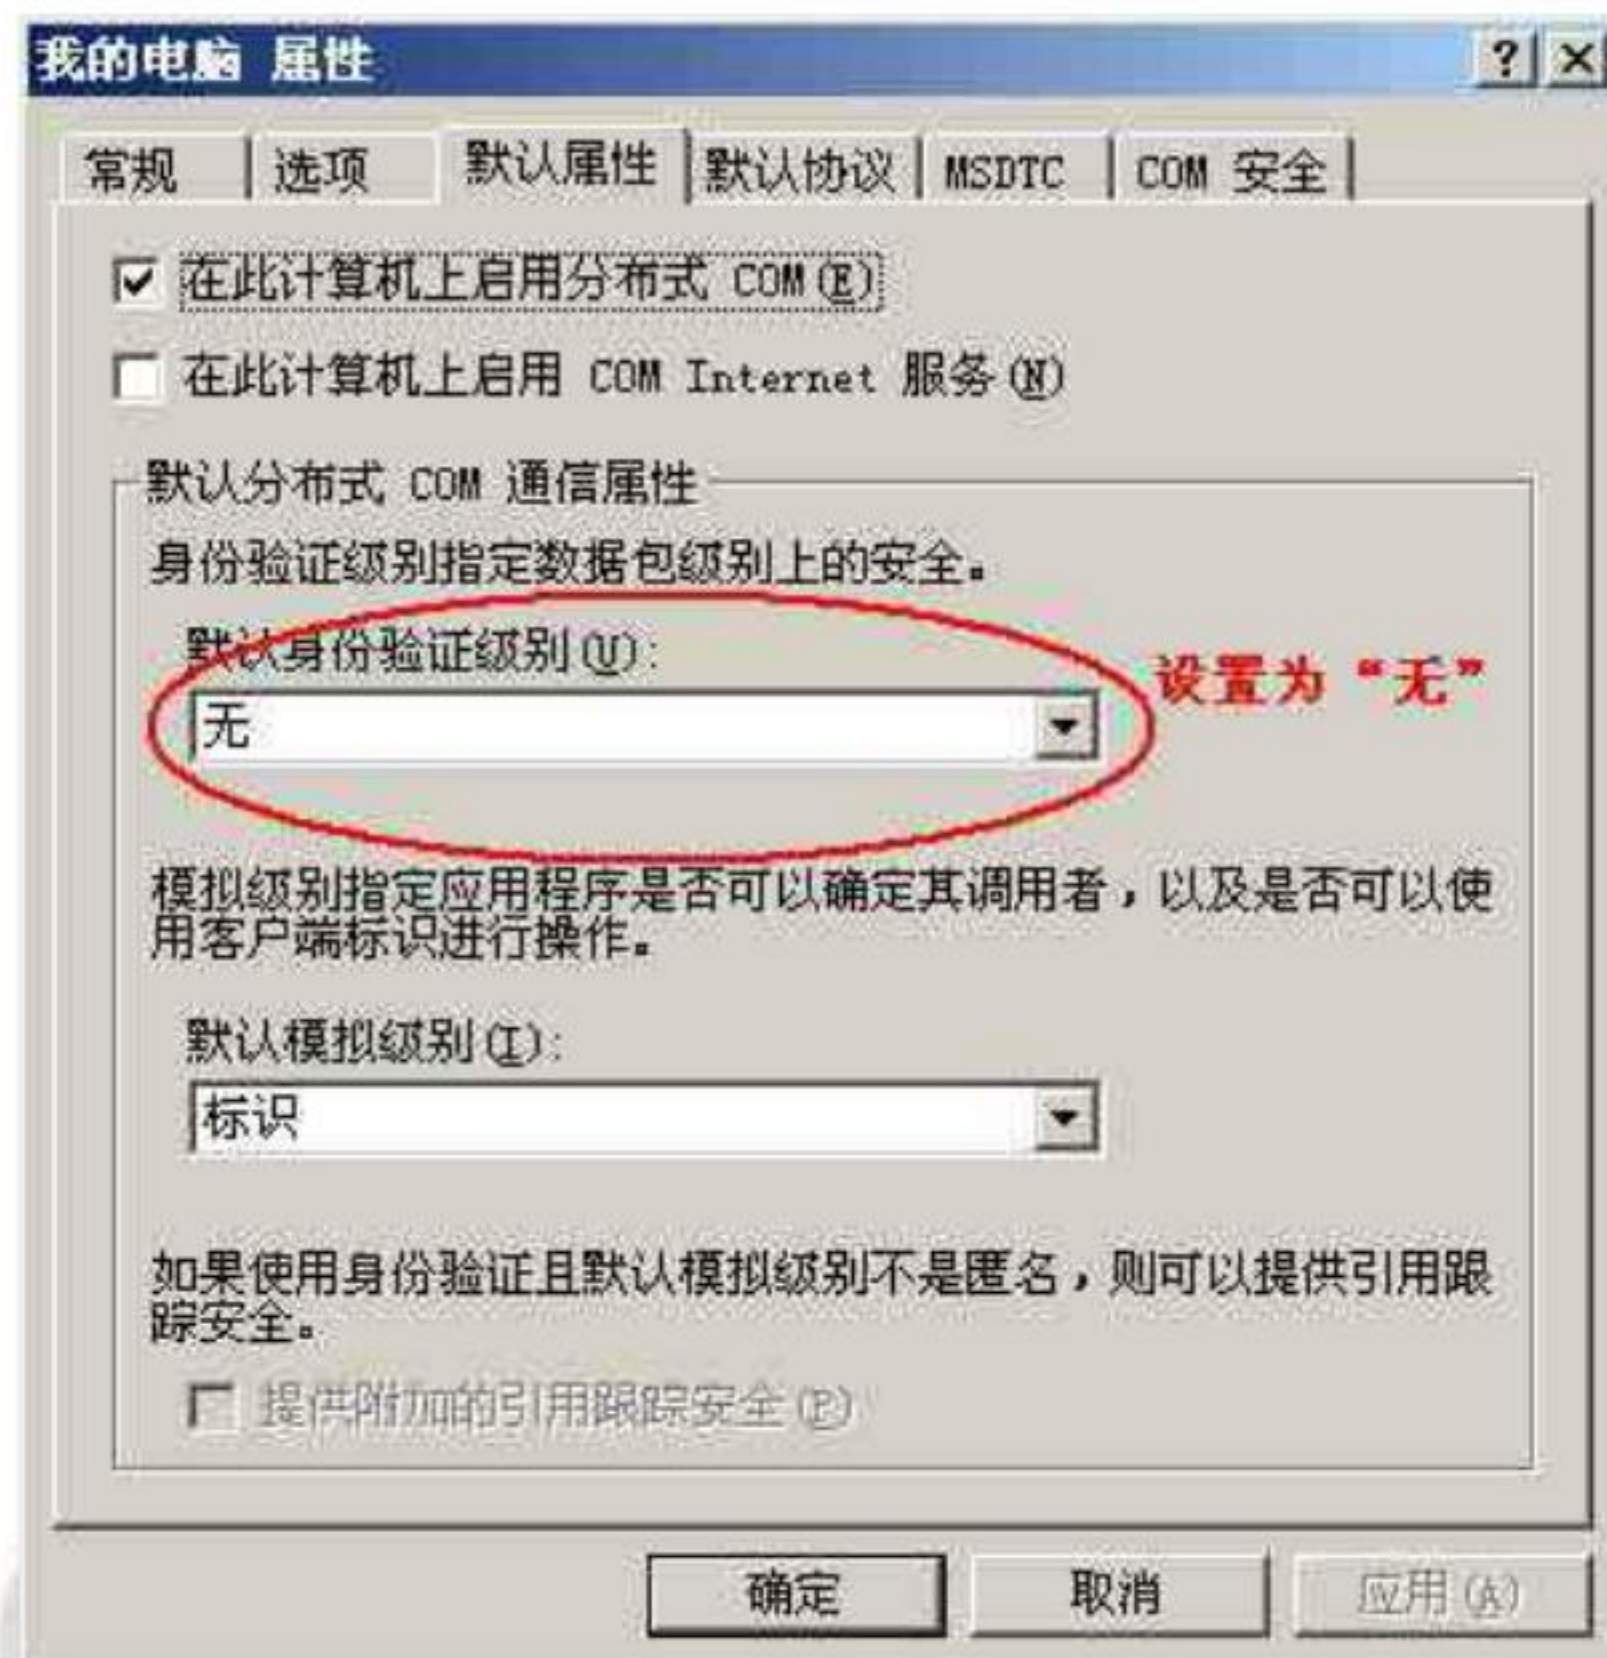 我的电脑 属性
常规 选项 默认属性 默认协议 MSDTC COM 安全
在此计算机上启用分布式 COM(E)
在此计算机上启用 COM Internet 服务(N)
默认分布式 COM 通信属性
身份验证级别指定数据包级别上的安全。
默认身份验证级别(U):
设置为“无”
无
模拟级别指定应用程序是否可以确定其调用者，以及是否可以使
用客户端标识进行操作。
默认模拟级别(I):
标识
如果使用身份验证且默认模拟级别不是匿名，则可以提供引用跟
踪安全。
提供附加的引用跟踪安全(P)
确定 取消 应用(A)